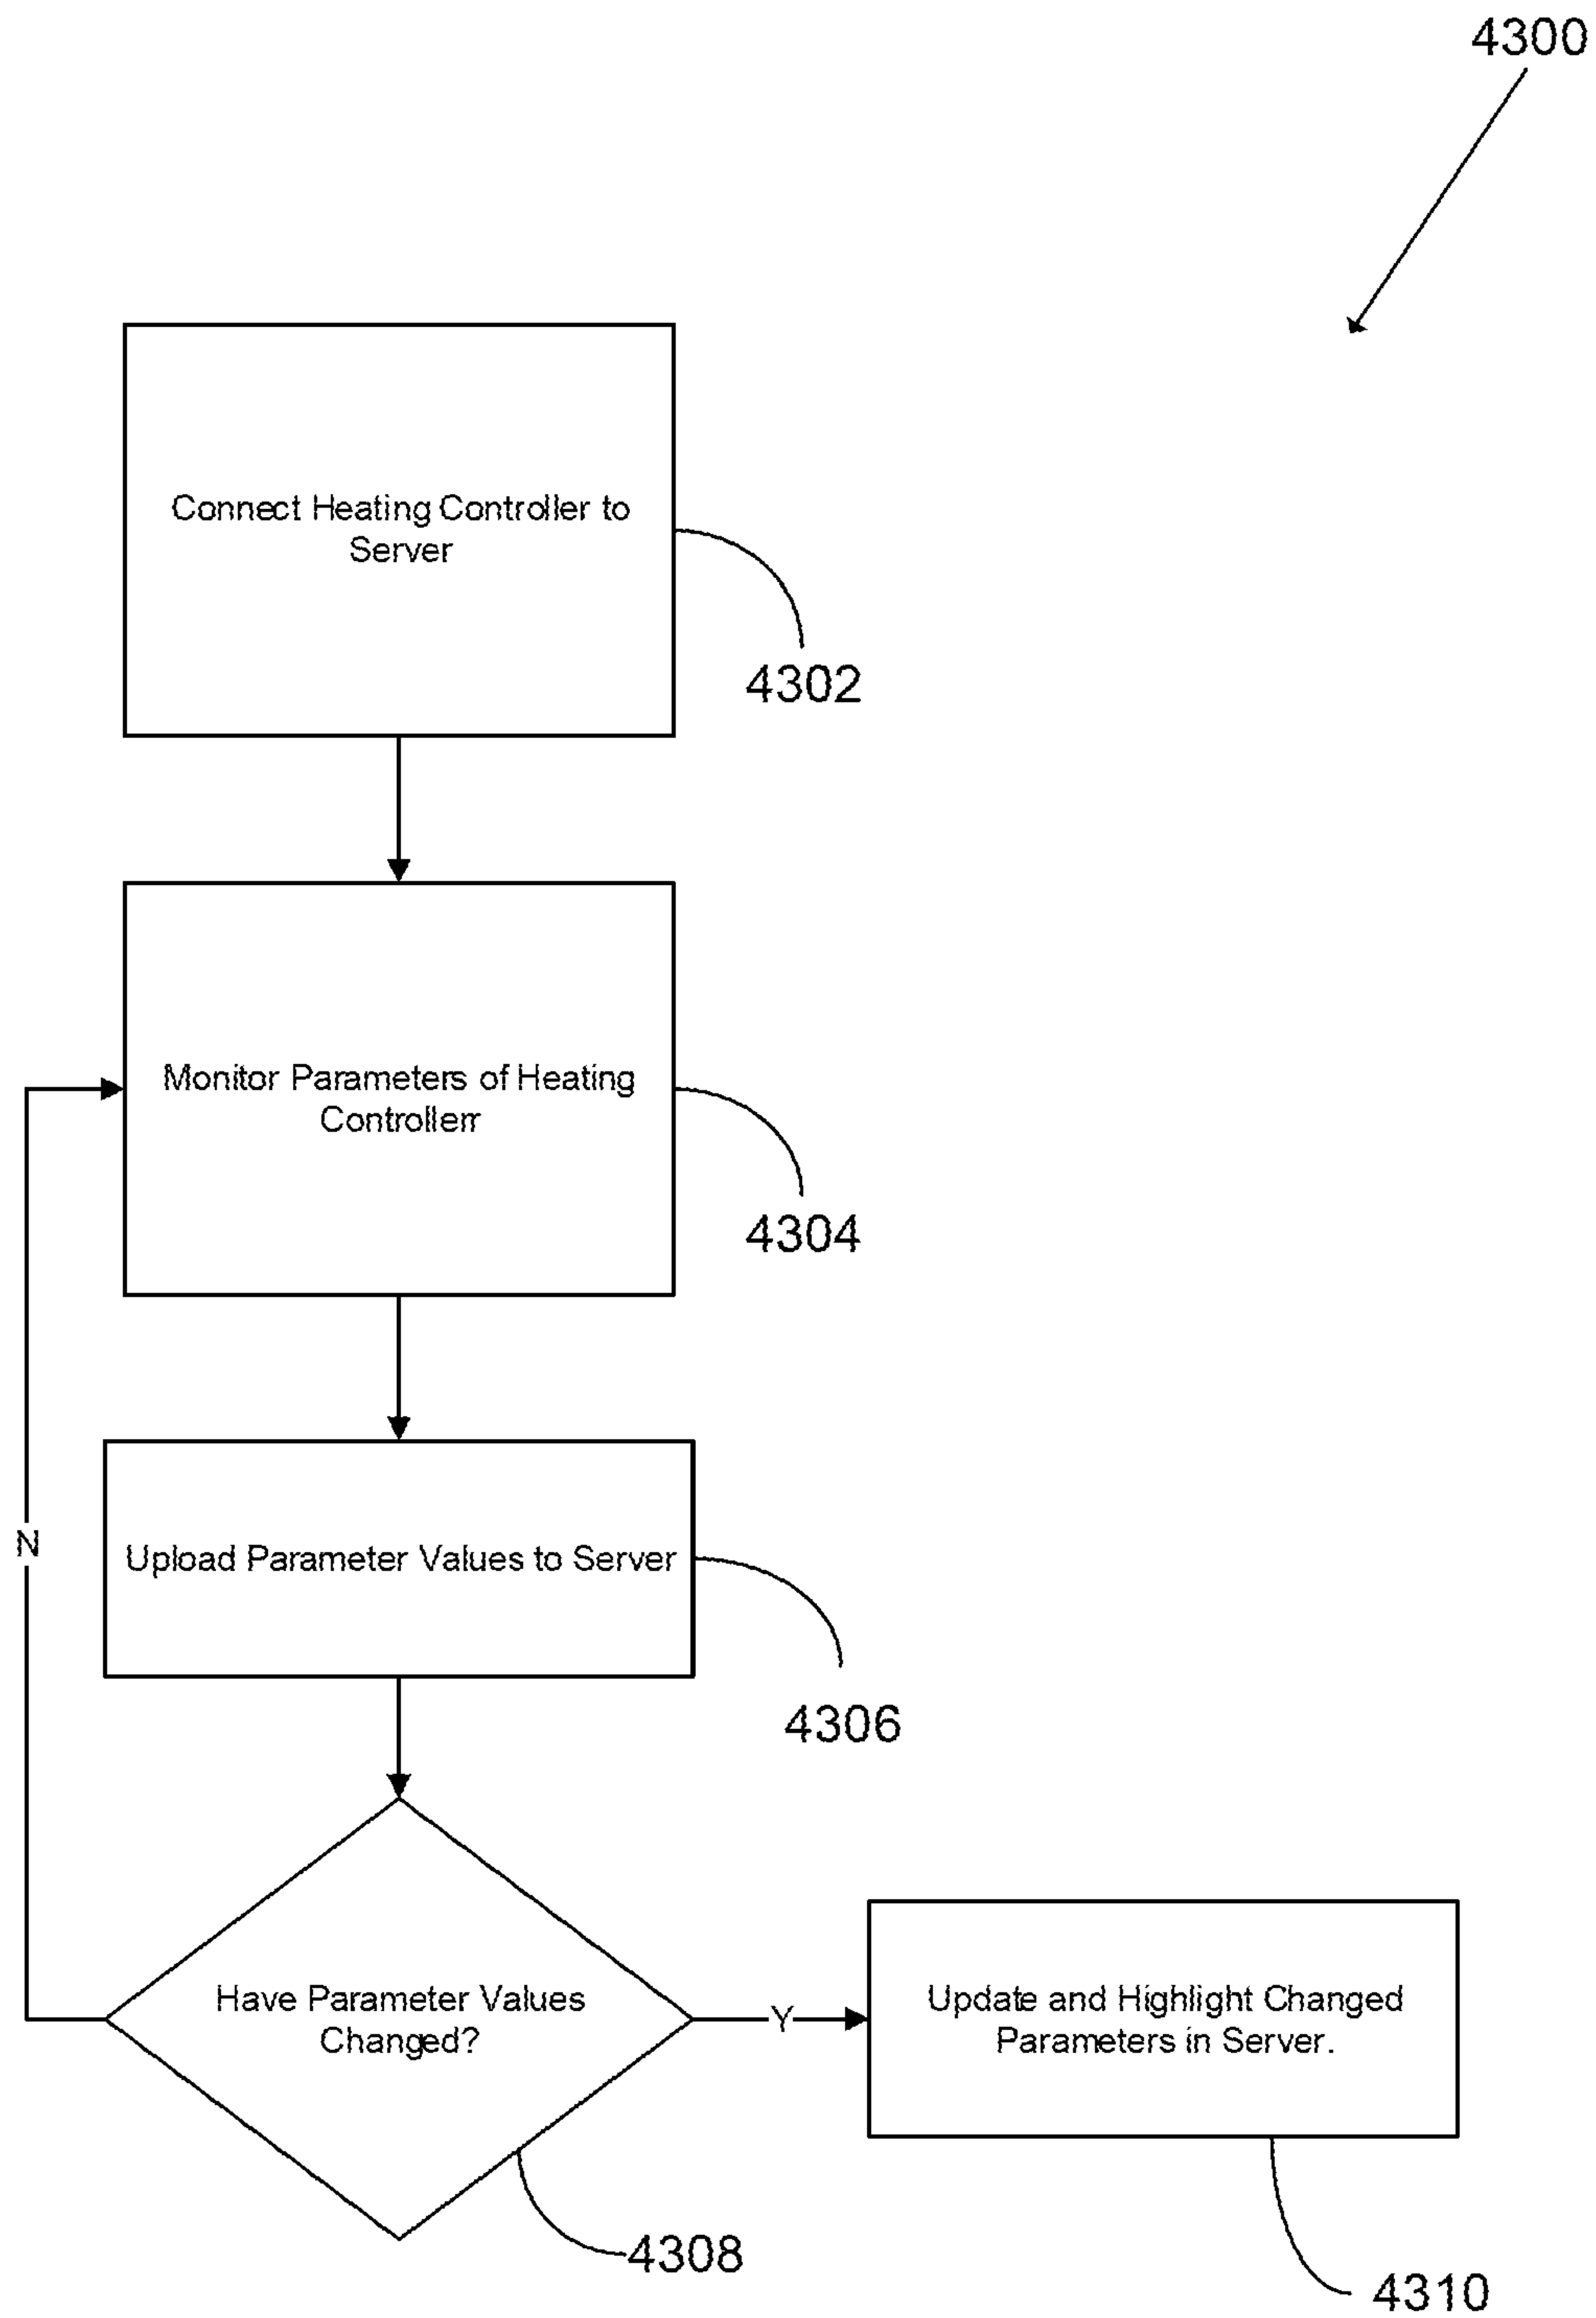 4300
Connect Heating Controller to
Server
4302
Monitor Parameters of Heating
Controllerr
4304
N
Upload Parameter Values to Server
4306
Have Parameter Values
Changed?
Y
Update and Highlight Changed
Parameters in Server.
4308
4310